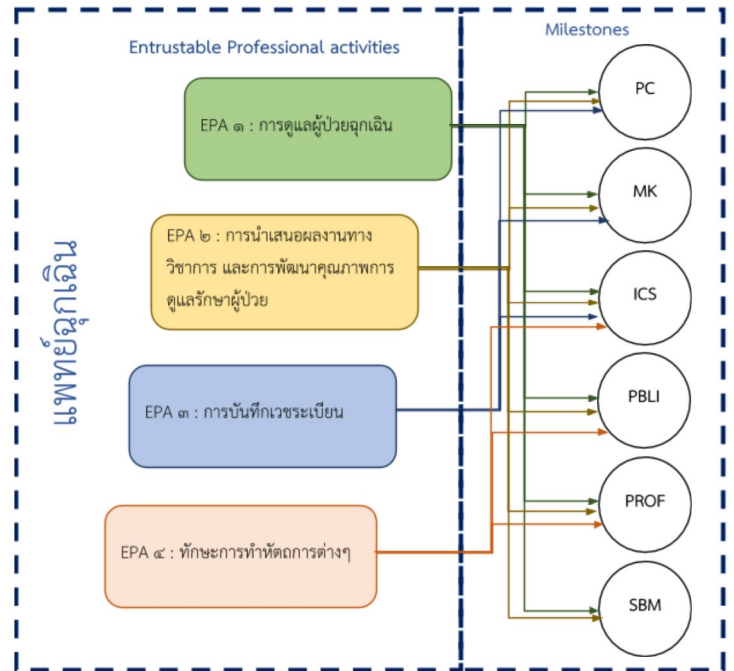 Entrustable Professional activities
Milestones
แพทย์ฉุกเฉิน
EPA ๑ : การดูแลผู้ป่วยฉุกเฉิน
EPA ๒ : การนำเสนอผลงานทาง
วิชาการ และการพัฒนาคุณภาพการ
ดูแลรักษาผู้ป่วย
EPA ๓ : การบันทึกเวชระเบียน
EPA ๔ : ทักษะการทำหัตถการต่างๆ
PC
MK
ICS
PBLI
PROF
SBM